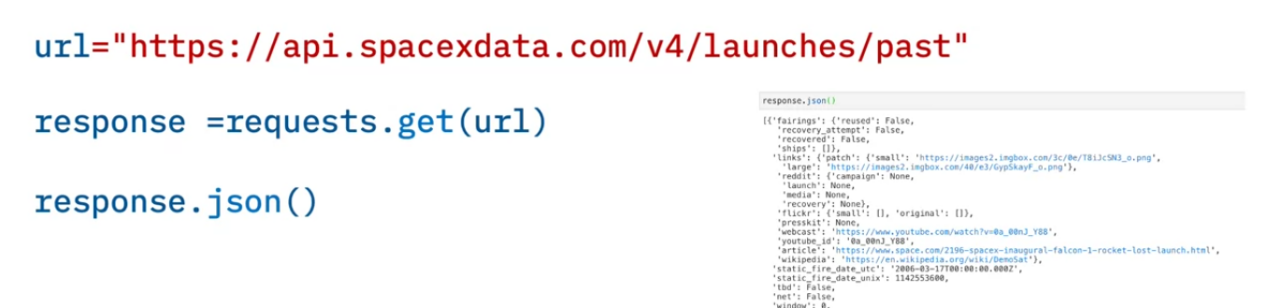 url="https://api.spacexdata.com/v4/launches/past"
response =requests.get(url)
response.json()
response.json()
[{'fairings': {'reused': False,
'recovery_attempt': False,
'recovered': False,
'ships': []},
'links': {'patch': {'small': 'https://images2.imgbox.com/3c/0e/T8iJcSN3_o.png',
'large': 'https://images2.imgbox.com/40/e3/GypSkayF_o.png'},
'reddit': {'campaign': None,
'launch': None,
'media': None,
'recovery': None},
'flickr': {'small': [], 'original': []},
'presskit': None,
'webcast': 'https://www.youtube.com/watch?v=0a_00nJ_Y88',
'youtube_id': '0a_00nJ_Y88',
'article': 'https://www.space.com/2196-spacex-inaugural-falcon-1-rocket-lost-launch.html',
'wikipedia': 'https://en.wikipedia.org/wiki/DemoSat'},
'static_fire_date_utc': '2006-03-17T00:00:00.000Z',
'static_fire_date_unix': 1142553600,
'tbd': False,
'net': False,
'window': 0,